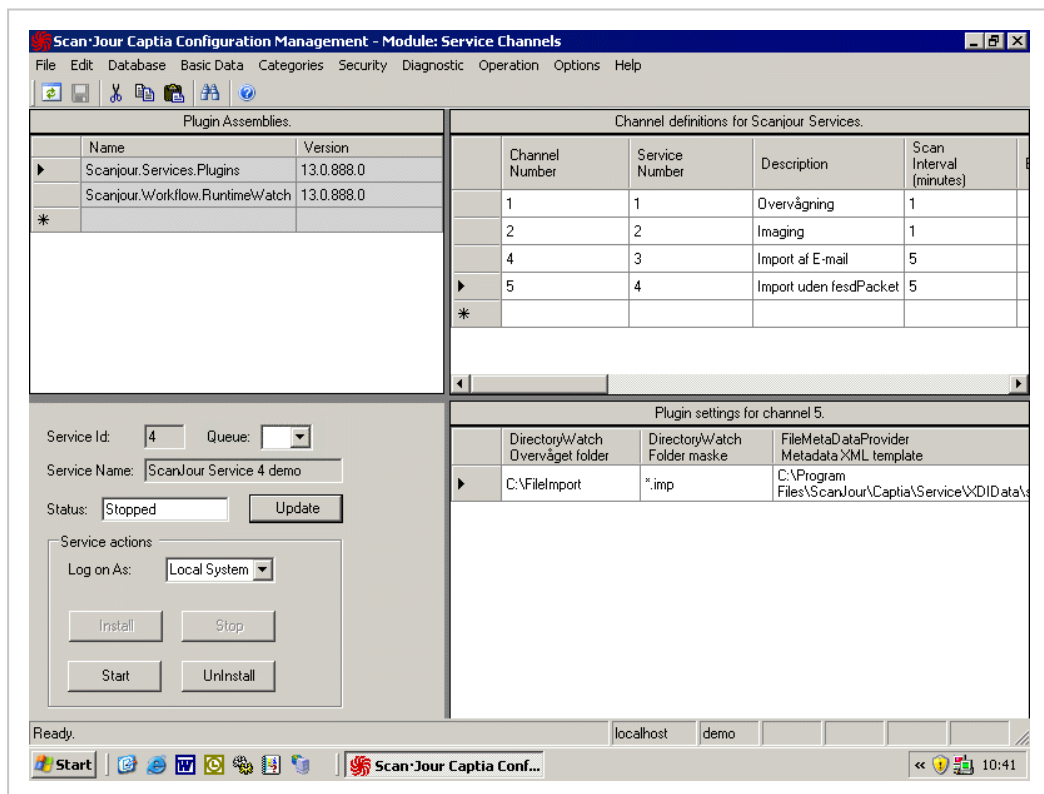 Scan·Jour Captia Configuration Management - Module: Service Channels
File Edit Database Basic Data Categories Security Diagnostic Operation Options Help
Plugin Assemblies.
Name Version
Scanjour.Services.Plugins 13.0.888.0
Scanjour.Workflow.RuntimeWatch 13.0.888.0
Channel definitions for Scanjour Services.
Channel Number Service Number Description Scan Interval (minutes)
1 1 Overvågning 1
2 2 Imaging 1
4 3 Import af E-mail 5
5 4 Import uden fesdPacket 5
Service Id: 4 Queue:
Service Name: ScanJour Service 4 demo
Status: Stopped Update
Service actions
Log on As: Local System
Install Stop
Start UnInstall
Plugin settings for channel 5.
DirectoryWatch DirectoryWatch FileMetaDataProvider
Overvåget folder Folder maske Metadata XML template
C:\FileImport *.imp C:\Program
Files\ScanJour\Captia\Service\XDIData\s
Ready. localhost demo
Start Scan·Jour Captia Conf... « 10:41